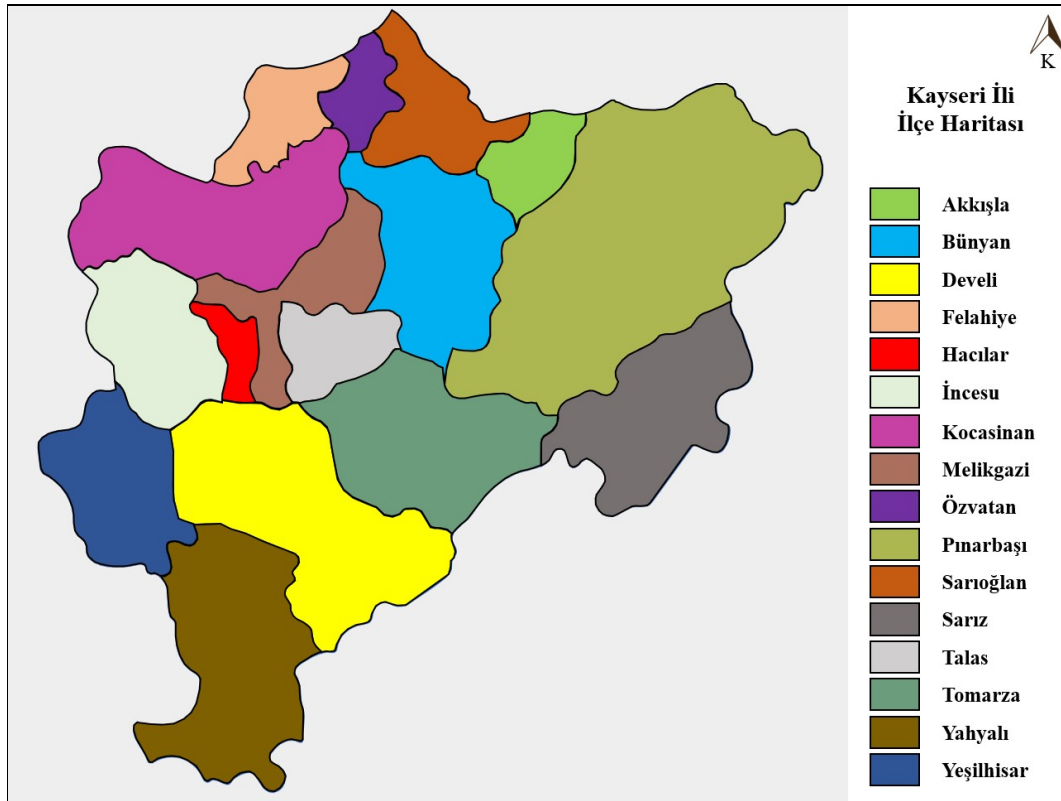 K
Kayseri İli
İlçe Haritası
Akkışla
Bünyan
Develi
Felahiye
Hacılar
İncesu
Kocasinan
Melikgazi
Özvatan
Pınarbaşı
Sarıoğlan
Sarız
Talas
Tomarza
Yahyalı
Yeşilhisar